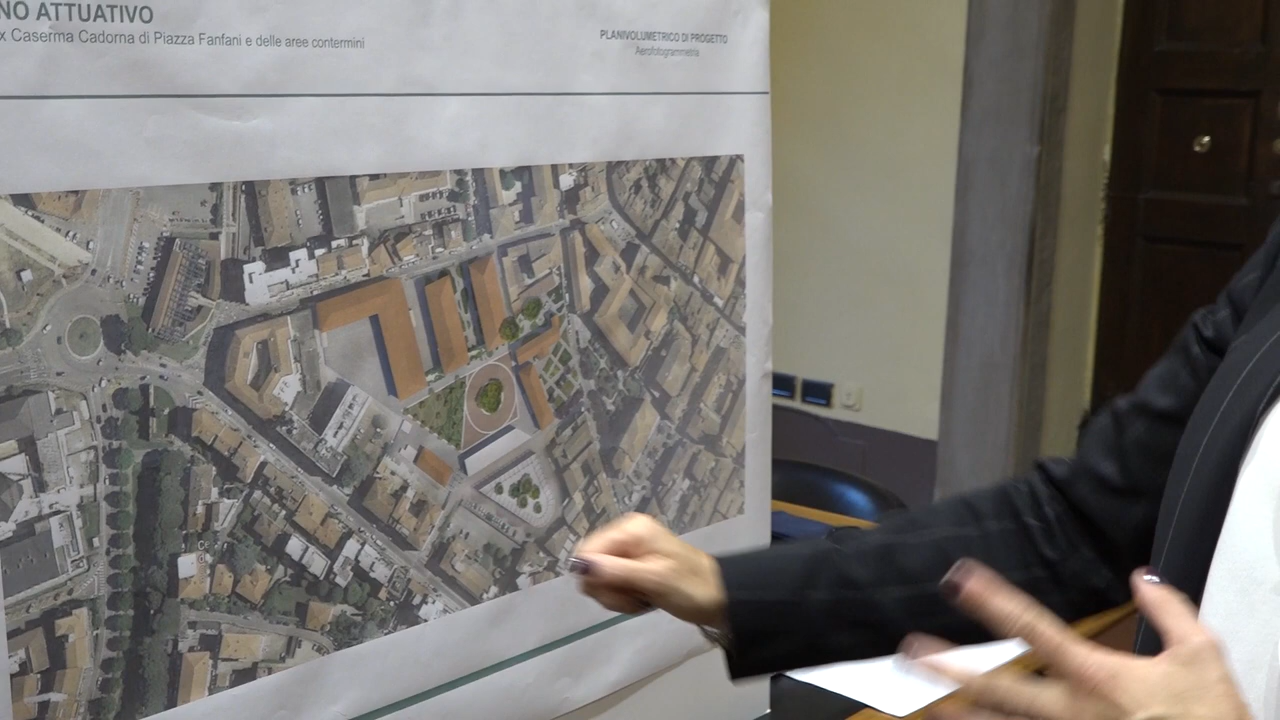 NO ATTUATIVO
x Caserma Cadorna di Piazza Fanfani e delle aree contermini
PLANIVOLUMETRICO DI PROGETTO
Aerofotogrammetria